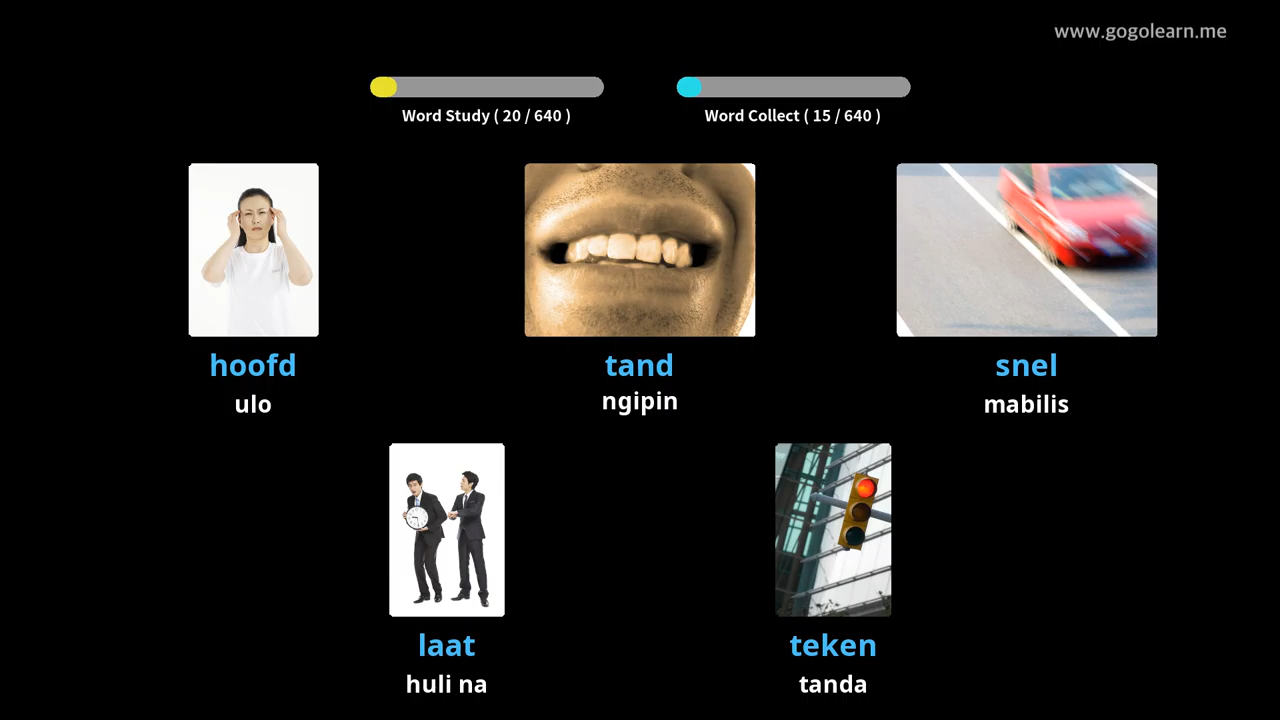 www.gogolearn.me
Word Study ( 20 / 640 )
Word Collect ( 15 / 640 )
hoofd
ulo
tand
ngipin
snel
mabilis
laat
huli na
teken
tanda